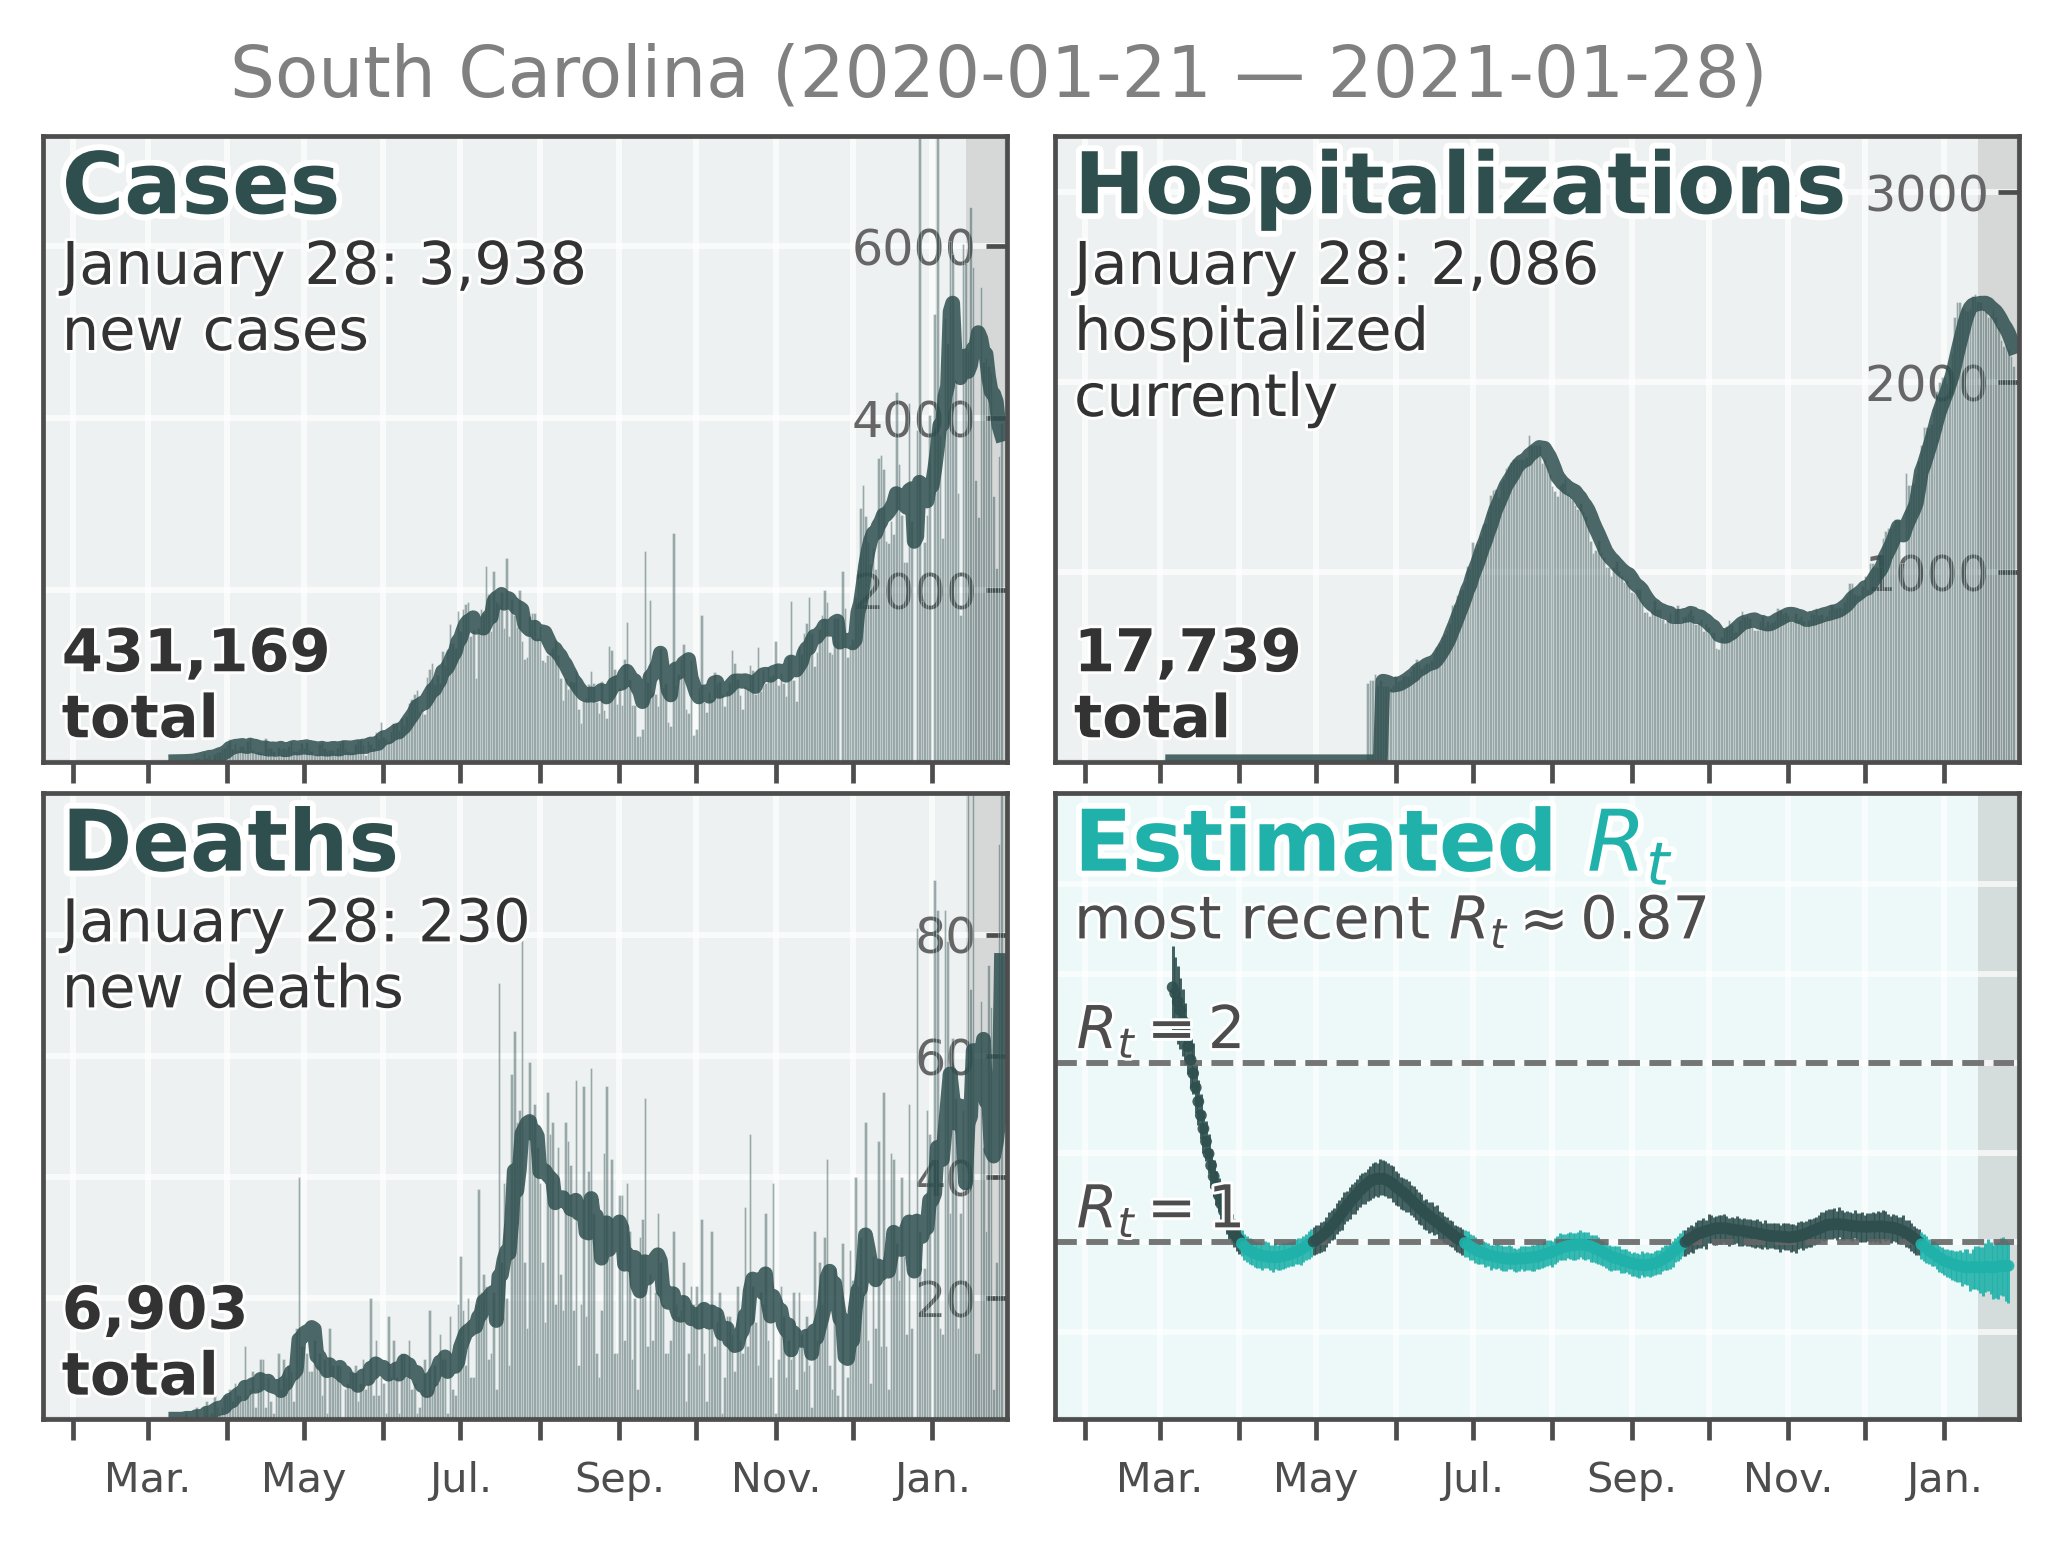 South Carolina (2020-01-21 — 2021-01-28)
Cases
January 28: 3,938
new cases
6000
4000
2000
431,169
total
Hospitalizations
January 28: 2,086
hospitalized
currently
3000
2000
1000
17,739
total
Deaths
January 28: 230
new deaths
80
60
40
20
6,903
total
Mar. May Jul. Sep. Nov. Jan.
Estimated Rt
most recent Rt ≈ 0.87
Rt = 2
Rt = 1
Mar. May Jul. Sep. Nov. Jan.